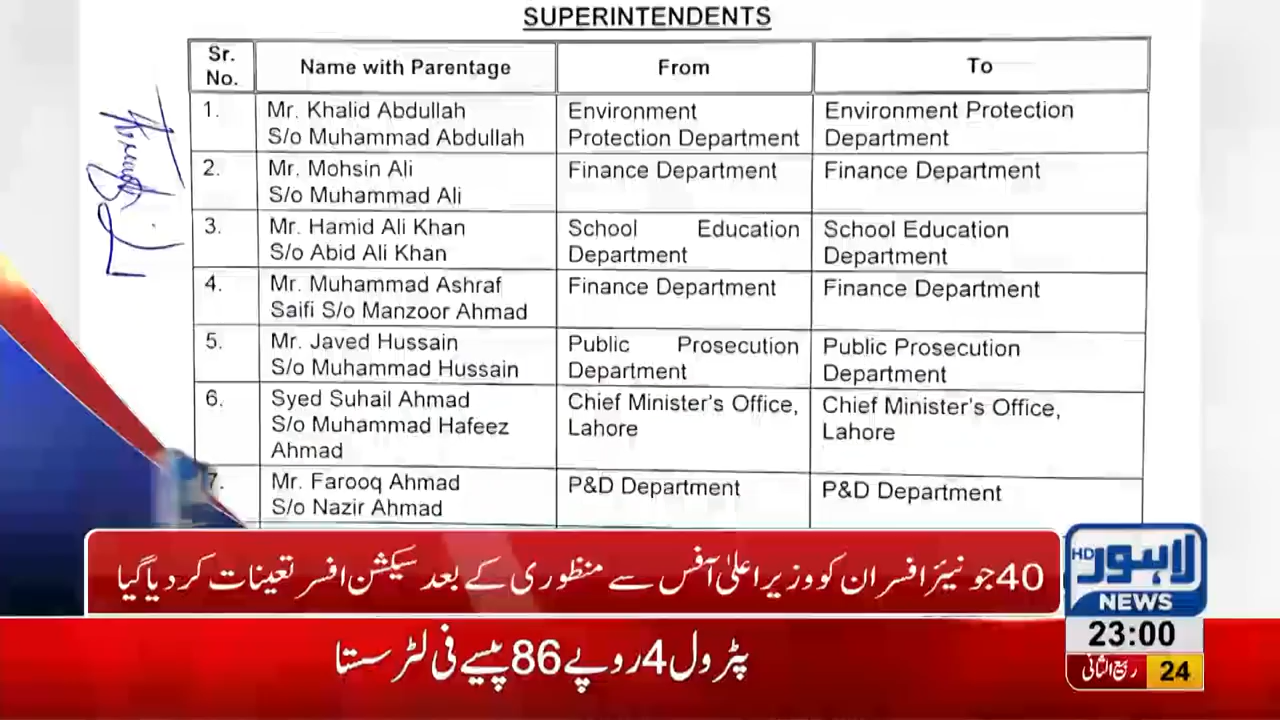 SUPERINTENDENTS
Sr. No. Name with Parentage From To
1. Mr. Khalid Abdullah Environment Environment Protection
S/o Muhammad Abdullah Protection Department Department
2. Mr. Mohsin Ali Finance Department Finance Department
S/o Muhammad Ali
3. Mr. Hamid Ali Khan School Education School Education
S/o Abid Ali Khan Department Department
4. Mr. Muhammad Ashraf Finance Department Finance Department
Saifi S/o Manzoor Ahmad
5. Mr. Javed Hussain Public Prosecution Public Prosecution
S/o Muhammad Hussain Department Department
6. Syed Suhail Ahmad Chief Minister's Office, Chief Minister's Office,
S/o Muhammad Hafeez Lahore Lahore
Ahmad
7. Mr. Farooq Ahmad P&D Department P&D Department
S/o Nazir Ahmad
40 جونیئر افسران کو وزیراعلیٰ آفس سے منظوری کے بعد سیکشن افسر تعینات کر دیا گیا
لاہور HD
NEWS
23:00
پٹرول 4 روپے 86 پیسے فی لٹر سستا
24 ربیع الثانی